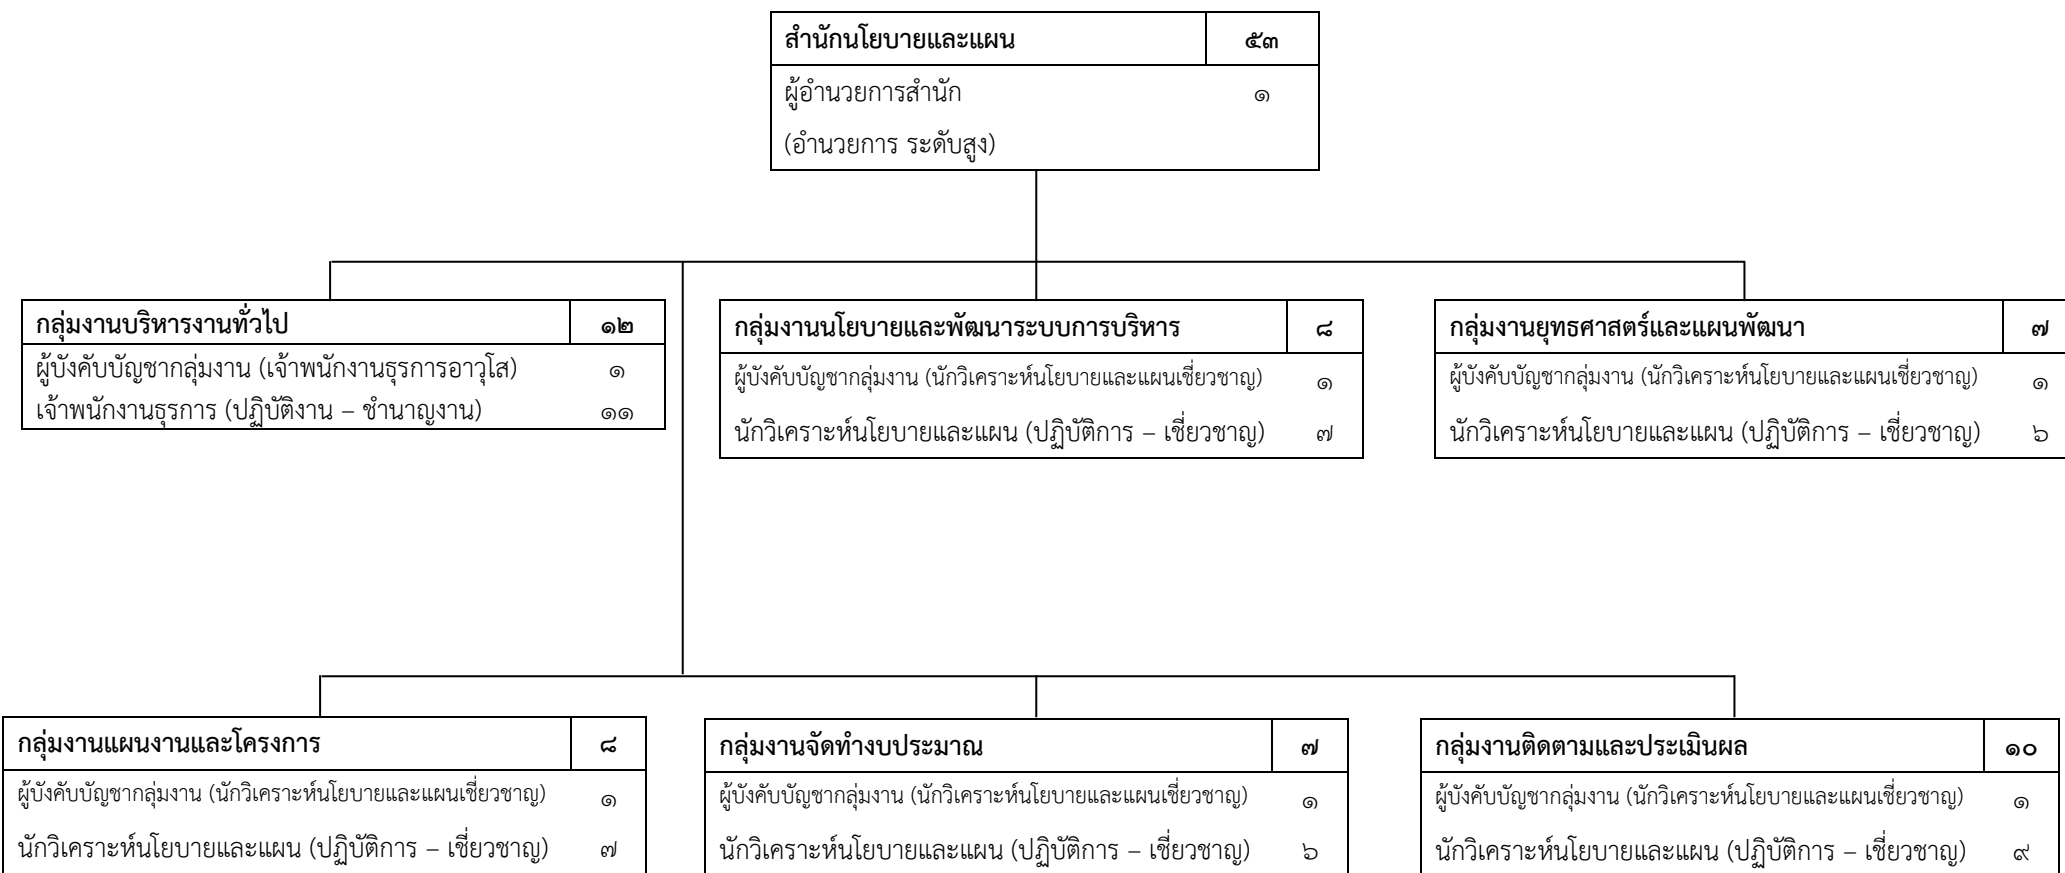 สำนักนโยบายและแผน ๕๓
ผู้อำนวยการสำนัก ๑
(อำนวยการ ระดับสูง)
กลุ่มงานบริหารงานทั่วไป ๑๒
ผู้บังคับบัญชากลุ่มงาน (เจ้าพนักงานธุรการอาวุโส) ๑
เจ้าพนักงานธุรการ (ปฏิบัติงาน – ชำนาญงาน) ๑๑
กลุ่มงานนโยบายและพัฒนาระบบการบริหาร ๘
ผู้บังคับบัญชากลุ่มงาน (นักวิเคราะห์นโยบายและแผนเชี่ยวชาญ) ๑
นักวิเคราะห์นโยบายและแผน (ปฏิบัติการ – เชี่ยวชาญ) ๗
กลุ่มงานยุทธศาสตร์และแผนพัฒนา ๗
ผู้บังคับบัญชากลุ่มงาน (นักวิเคราะห์นโยบายและแผนเชี่ยวชาญ) ๑
นักวิเคราะห์นโยบายและแผน (ปฏิบัติการ – เชี่ยวชาญ) ๖
กลุ่มงานแผนงานและโครงการ ๘
ผู้บังคับบัญชากลุ่มงาน (นักวิเคราะห์นโยบายและแผนเชี่ยวชาญ) ๑
นักวิเคราะห์นโยบายและแผน (ปฏิบัติการ – เชี่ยวชาญ) ๗
กลุ่มงานจัดทำงบประมาณ ๗
ผู้บังคับบัญชากลุ่มงาน (นักวิเคราะห์นโยบายและแผนเชี่ยวชาญ) ๑
นักวิเคราะห์นโยบายและแผน (ปฏิบัติการ – เชี่ยวชาญ) ๖
กลุ่มงานติดตามและประเมินผล ๑๐
ผู้บังคับบัญชากลุ่มงาน (นักวิเคราะห์นโยบายและแผนเชี่ยวชาญ) ๑
นักวิเคราะห์นโยบายและแผน (ปฏิบัติการ – เชี่ยวชาญ) ๙